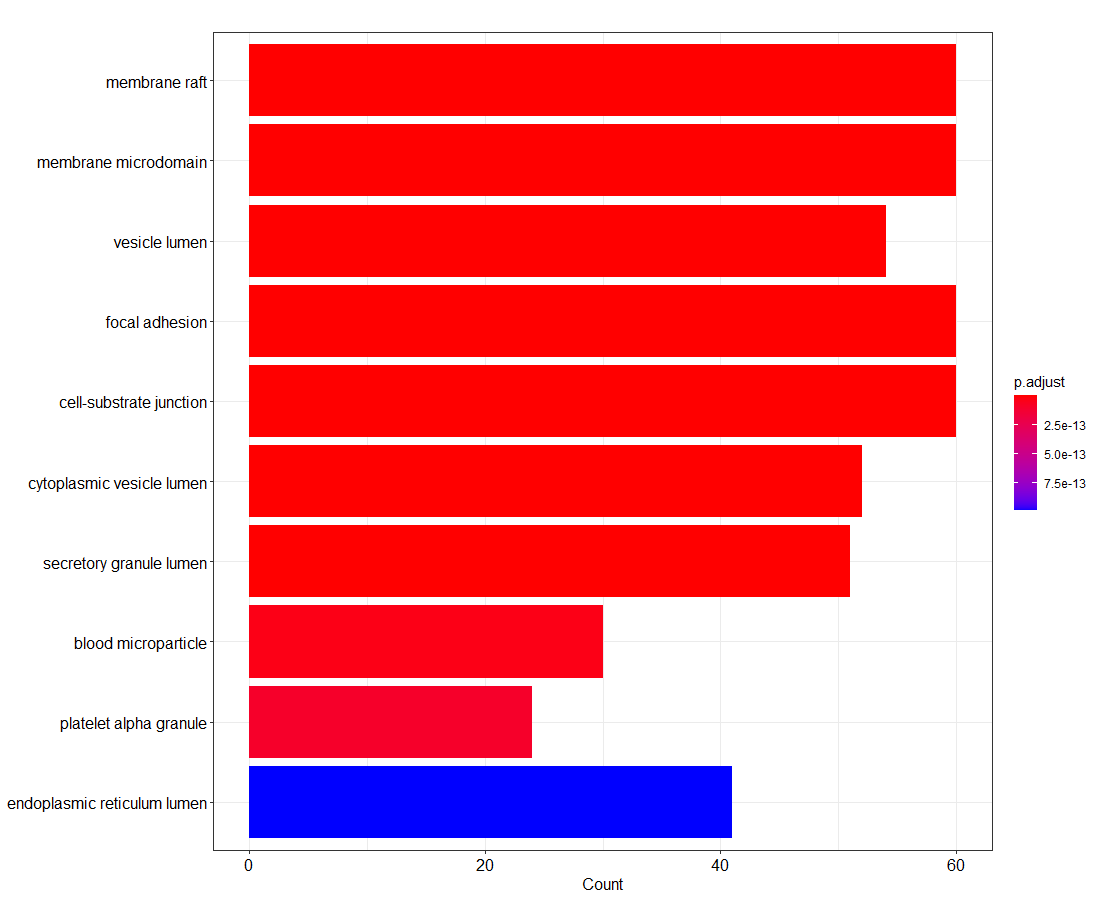 membrane raft
membrane microdomain
vesicle lumen
focal adhesion
cell-substrate junction
cytoplasmic vesicle lumen
secretory granule lumen
blood microparticle
platelet alpha granule
endoplasmic reticulum lumen
0 20 40 60
Count
p.adjust
2.5e-13
5.0e-13
7.5e-13